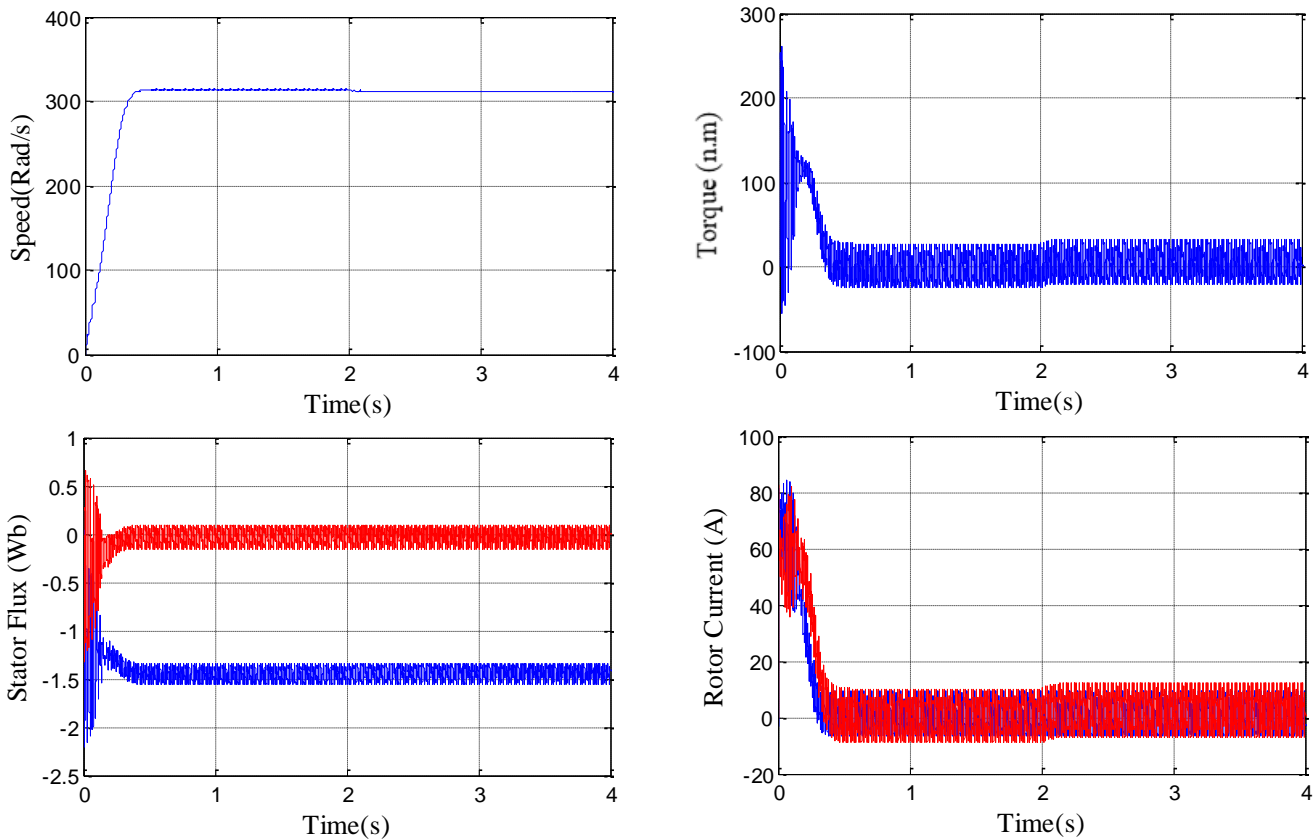 400
300
200
100
0
Speed(Rad/s)
0 1 2 3 4
Time(s)
300
200
100
0
-100
Torque (n.m)
0 1 2 3 4
Time(s)
1
0.5
0
-0.5
-1
-1.5
-2
-2.5
Stator Flux (Wb)
0 1 2 3 4
Time(s)
100
80
60
40
20
0
-20
Rotor Current (A)
0 1 2 3 4
Time(s)